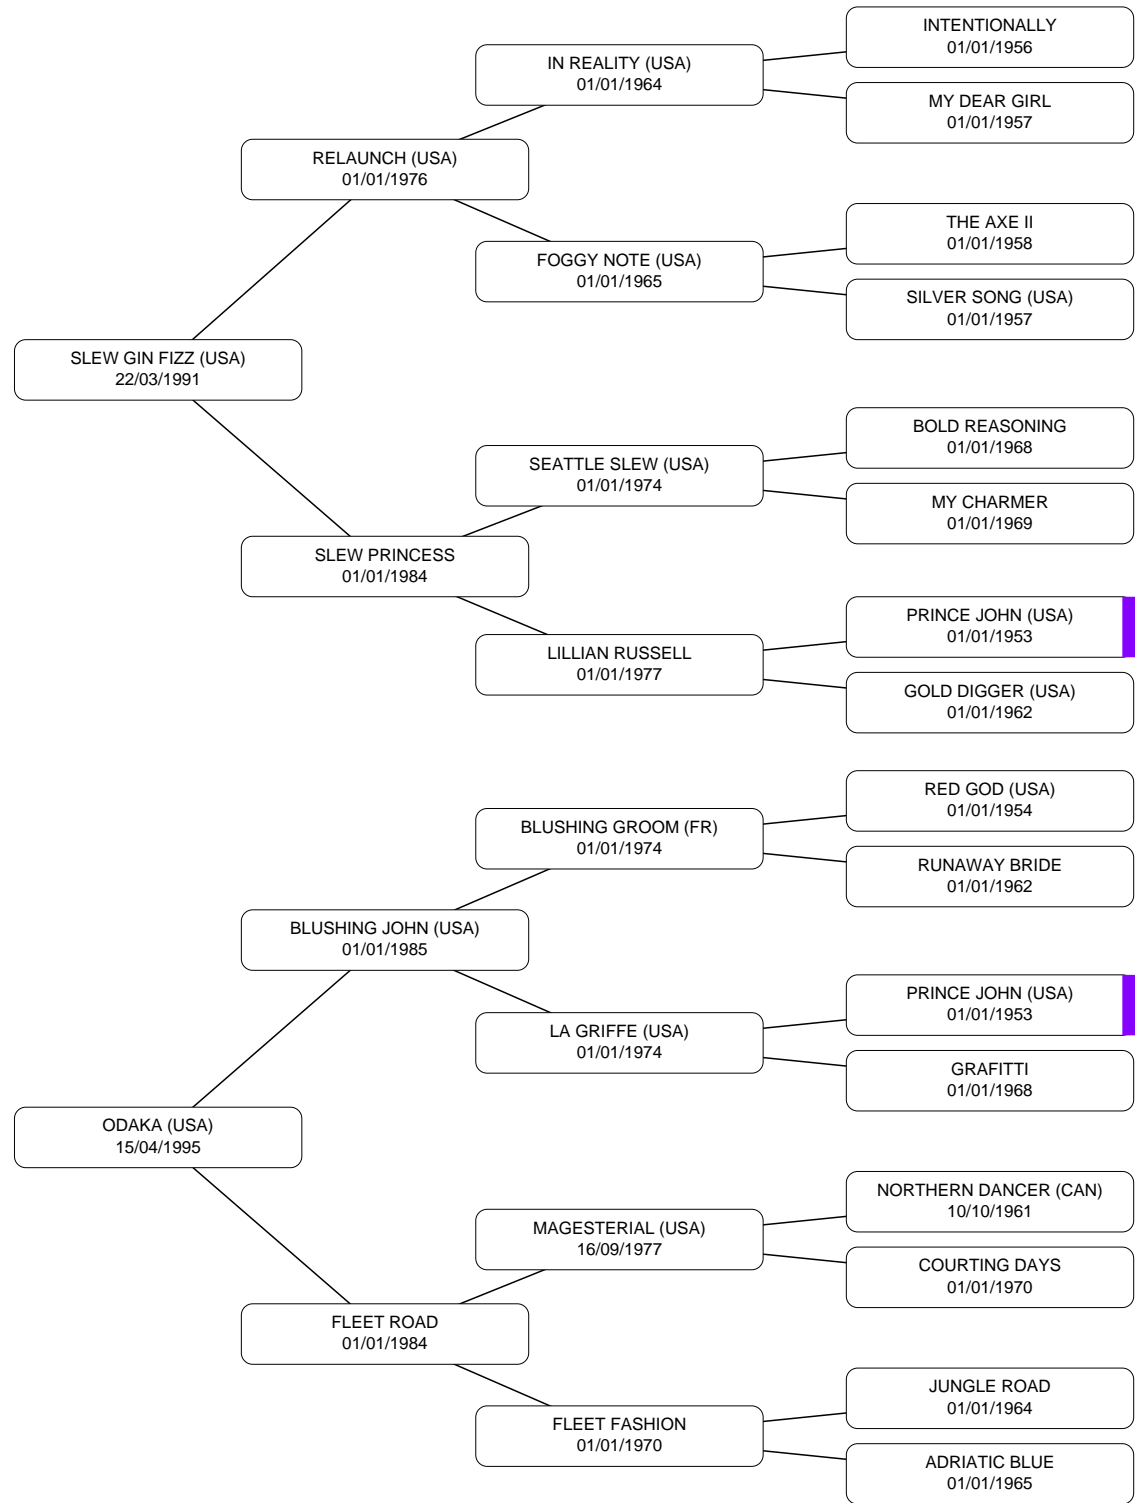 INTENTIONALLY
01/01/1956
IN REALITY (USA)
01/01/1964
MY DEAR GIRL
01/01/1957
RELAUNCH (USA)
01/01/1976
THE AXE II
01/01/1958
FOGGY NOTE (USA)
01/01/1965
SILVER SONG (USA)
01/01/1957
SLEW GIN FIZZ (USA)
22/03/1991
BOLD REASONING
01/01/1968
SEATTLE SLEW (USA)
01/01/1974
MY CHARMER
01/01/1969
SLEW PRINCESS
01/01/1984
PRINCE JOHN (USA)
01/01/1953
LILLIAN RUSSELL
01/01/1977
GOLD DIGGER (USA)
01/01/1962
RED GOD (USA)
01/01/1954
BLUSHING GROOM (FR)
01/01/1974
RUNAWAY BRIDE
01/01/1962
BLUSHING JOHN (USA)
01/01/1985
PRINCE JOHN (USA)
01/01/1953
LA GRIFFE (USA)
01/01/1974
GRAFITTI
01/01/1968
ODAKA (USA)
15/04/1995
NORTHERN DANCER (CAN)
10/10/1961
MAGESTERIAL (USA)
16/09/1977
COURTING DAYS
01/01/1970
FLEET ROAD
01/01/1984
JUNGLE ROAD
01/01/1964
FLEET FASHION
01/01/1970
ADRIATIC BLUE
01/01/1965